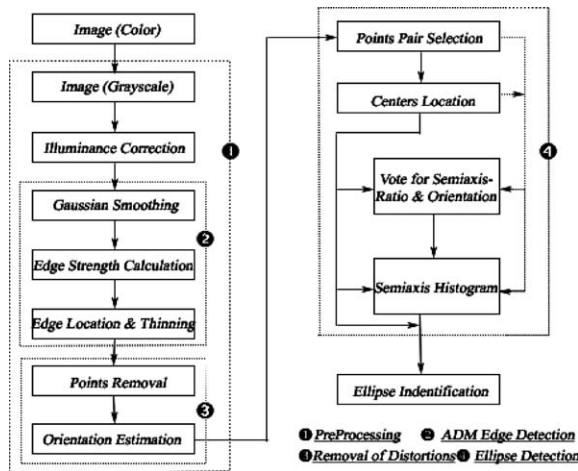 Image (Color)
Image (Grayscale)
Illuminance Correction
❶
Gaussian Smoothing
❷
Edge Strength Calculation
Edge Location & Thinning
Points Removal
❸
Orientation Estimation
Points Pair Selection
Centers Location
❹
Vote for Semiaxis-
Ratio & Orientation
Semiaxis Histogram
Ellipse Indentification
❶ PreProcessing ❷ ADM Edge Detection
❸ Removal of Distortions ❹ Ellipse Detection